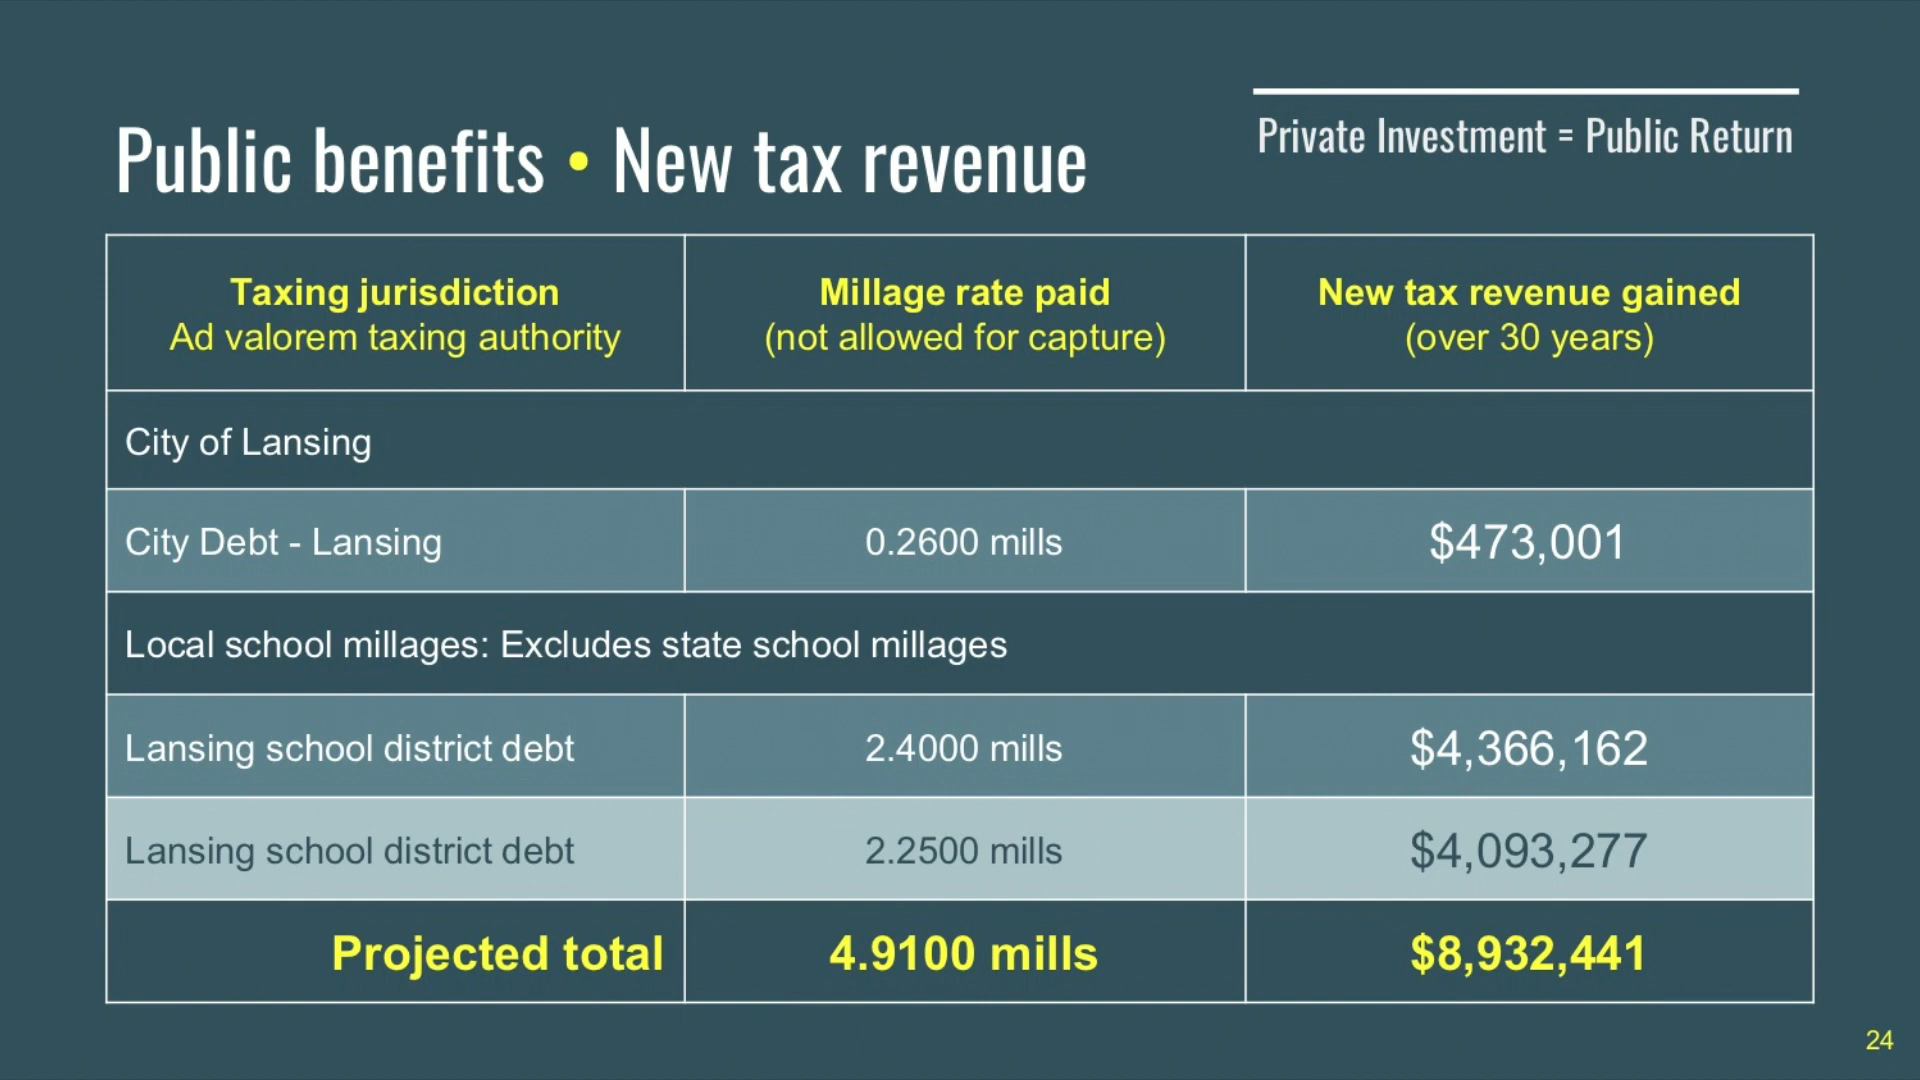 Private Investment = Public Return
Public benefits • New tax revenue
Taxing jurisdiction
Ad valorem taxing authority
Millage rate paid
(not allowed for capture)
New tax revenue gained
(over 30 years)
City of Lansing
City Debt - Lansing
0.2600 mills
$473,001
Local school millages: Excludes state school millages
Lansing school district debt
2.4000 mills
$4,366,162
Lansing school district debt
2.2500 mills
$4,093,277
Projected total
4.9100 mills
$8,932,441
24